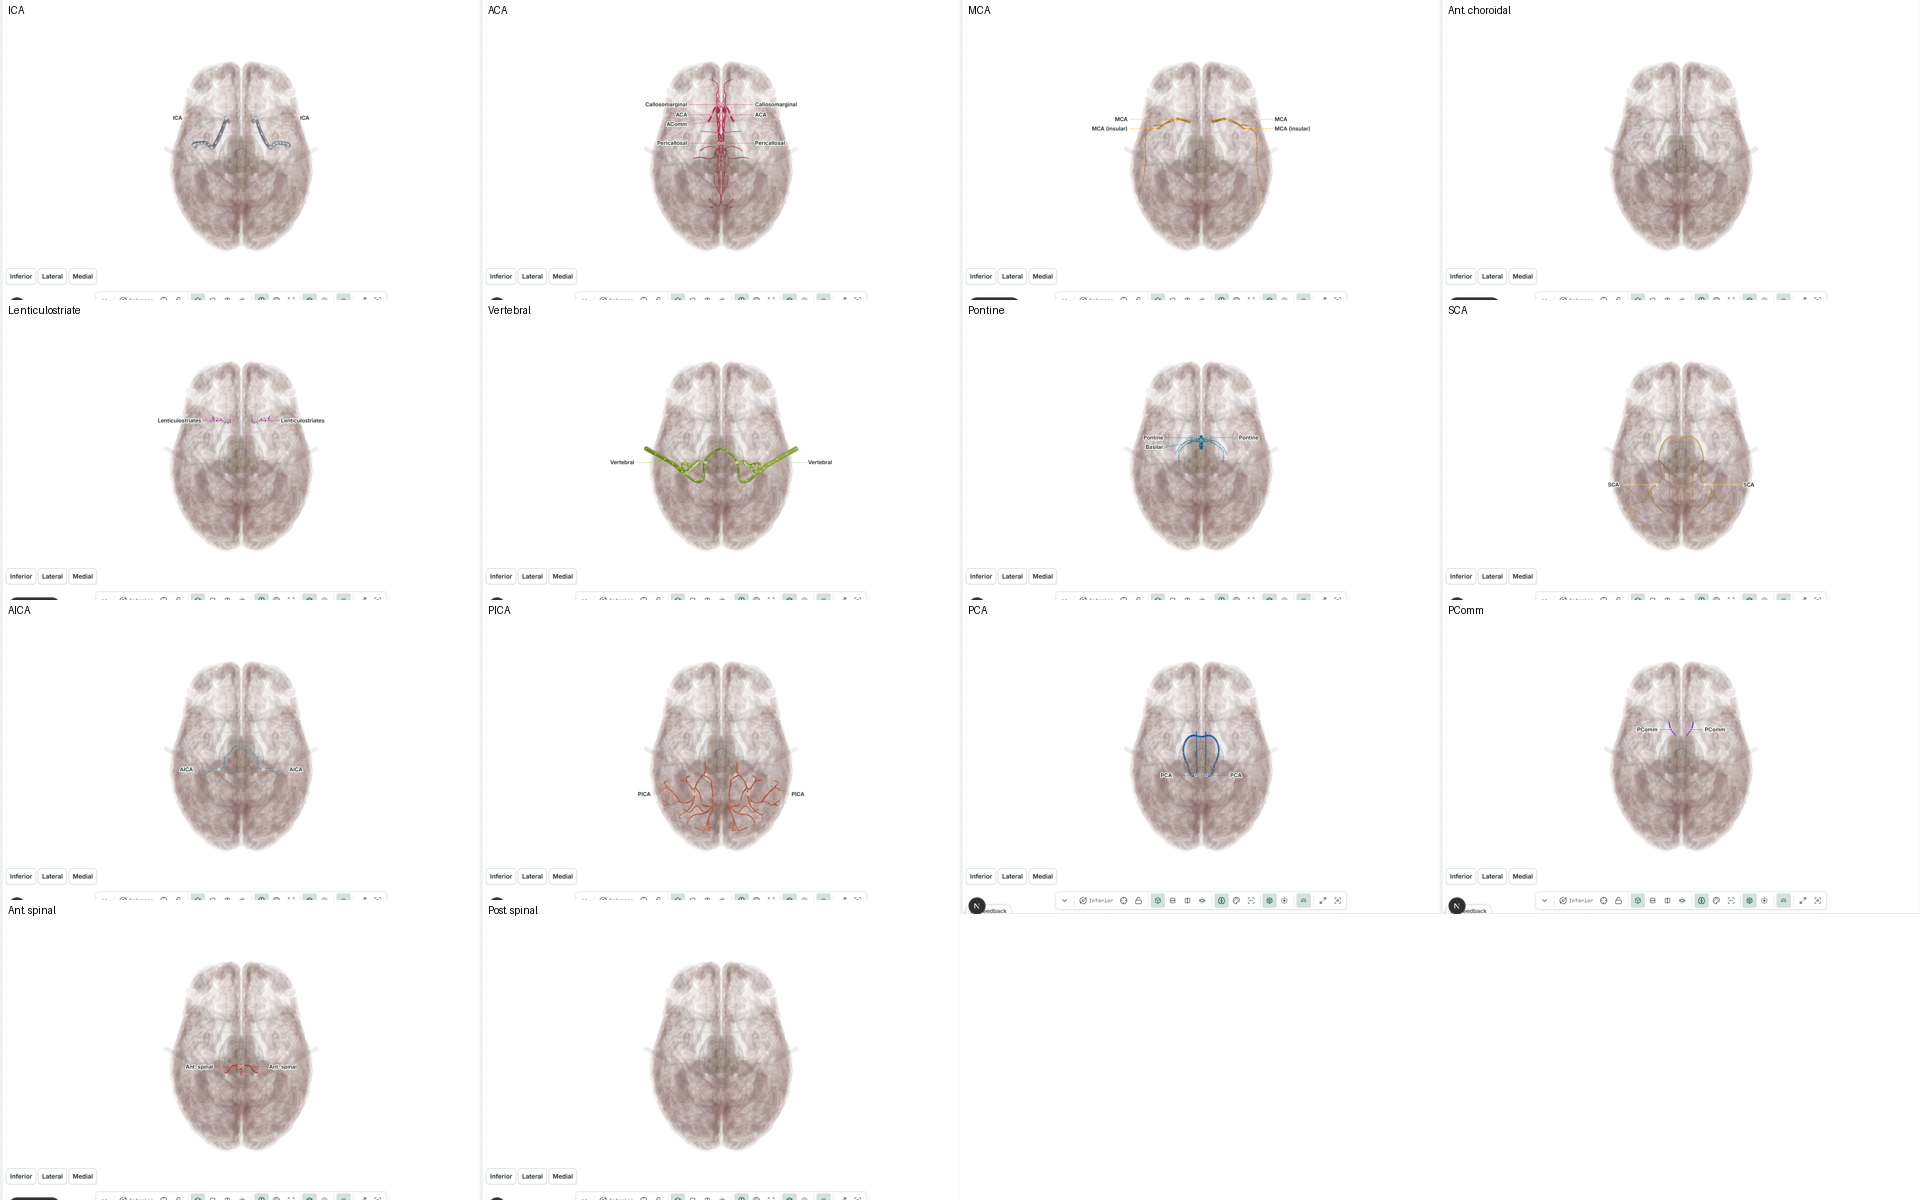 ICA
ACA
MCA
Ant. choroidal
ICA
ICA
Callosomarginal
Callosomarginal
ACA
ACA
AComm
Pericallosal
Pericallosal
MCA
MCA
MCA (insular)
MCA (insular)
Inferior Lateral Medial
Inferior Lateral Medial
Inferior Lateral Medial
Inferior Lateral Medial
Lenticulostriate
Vertebral
Pontine
SCA
Lenticulostriates
Lenticulostriates
Vertebral
Vertebral
Pontine
Pontine
Basilar
SCA
SCA
Inferior Lateral Medial
Inferior Lateral Medial
Inferior Lateral Medial
Inferior Lateral Medial
AICA
PICA
PCA
PComm
AICA
AICA
PICA
PICA
PCA
PCA
PComm
PComm
Inferior Lateral Medial
Inferior Lateral Medial
Inferior Lateral Medial
Inferior Lateral Medial
Inferior
Inferior
N
eedback
N
eedback
Ant. spinal
Post. spinal
Ant. spinal
Ant. spinal
Inferior Lateral Medial
Inferior Lateral Medial